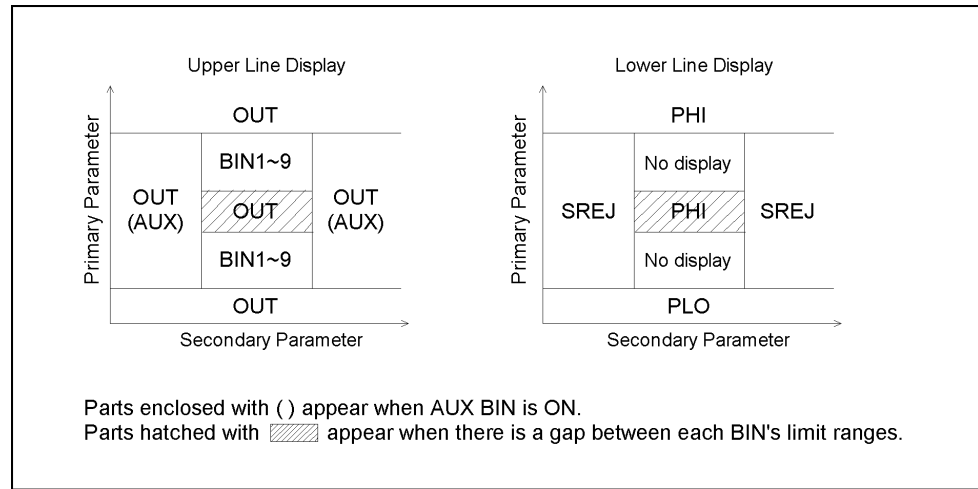 Upper Line Display
Primary Parameter
OUT
BIN1~9
OUT
(AUX)
OUT
OUT
(AUX)
BIN1~9
OUT
Secondary Parameter
Lower Line Display
Primary Parameter
PHI
No display
SREJ
PHI
SREJ
No display
PLO
Secondary Parameter
Parts enclosed with ( ) appear when AUX BIN is ON.
Parts hatched with appear when there is a gap between each BIN's limit ranges.